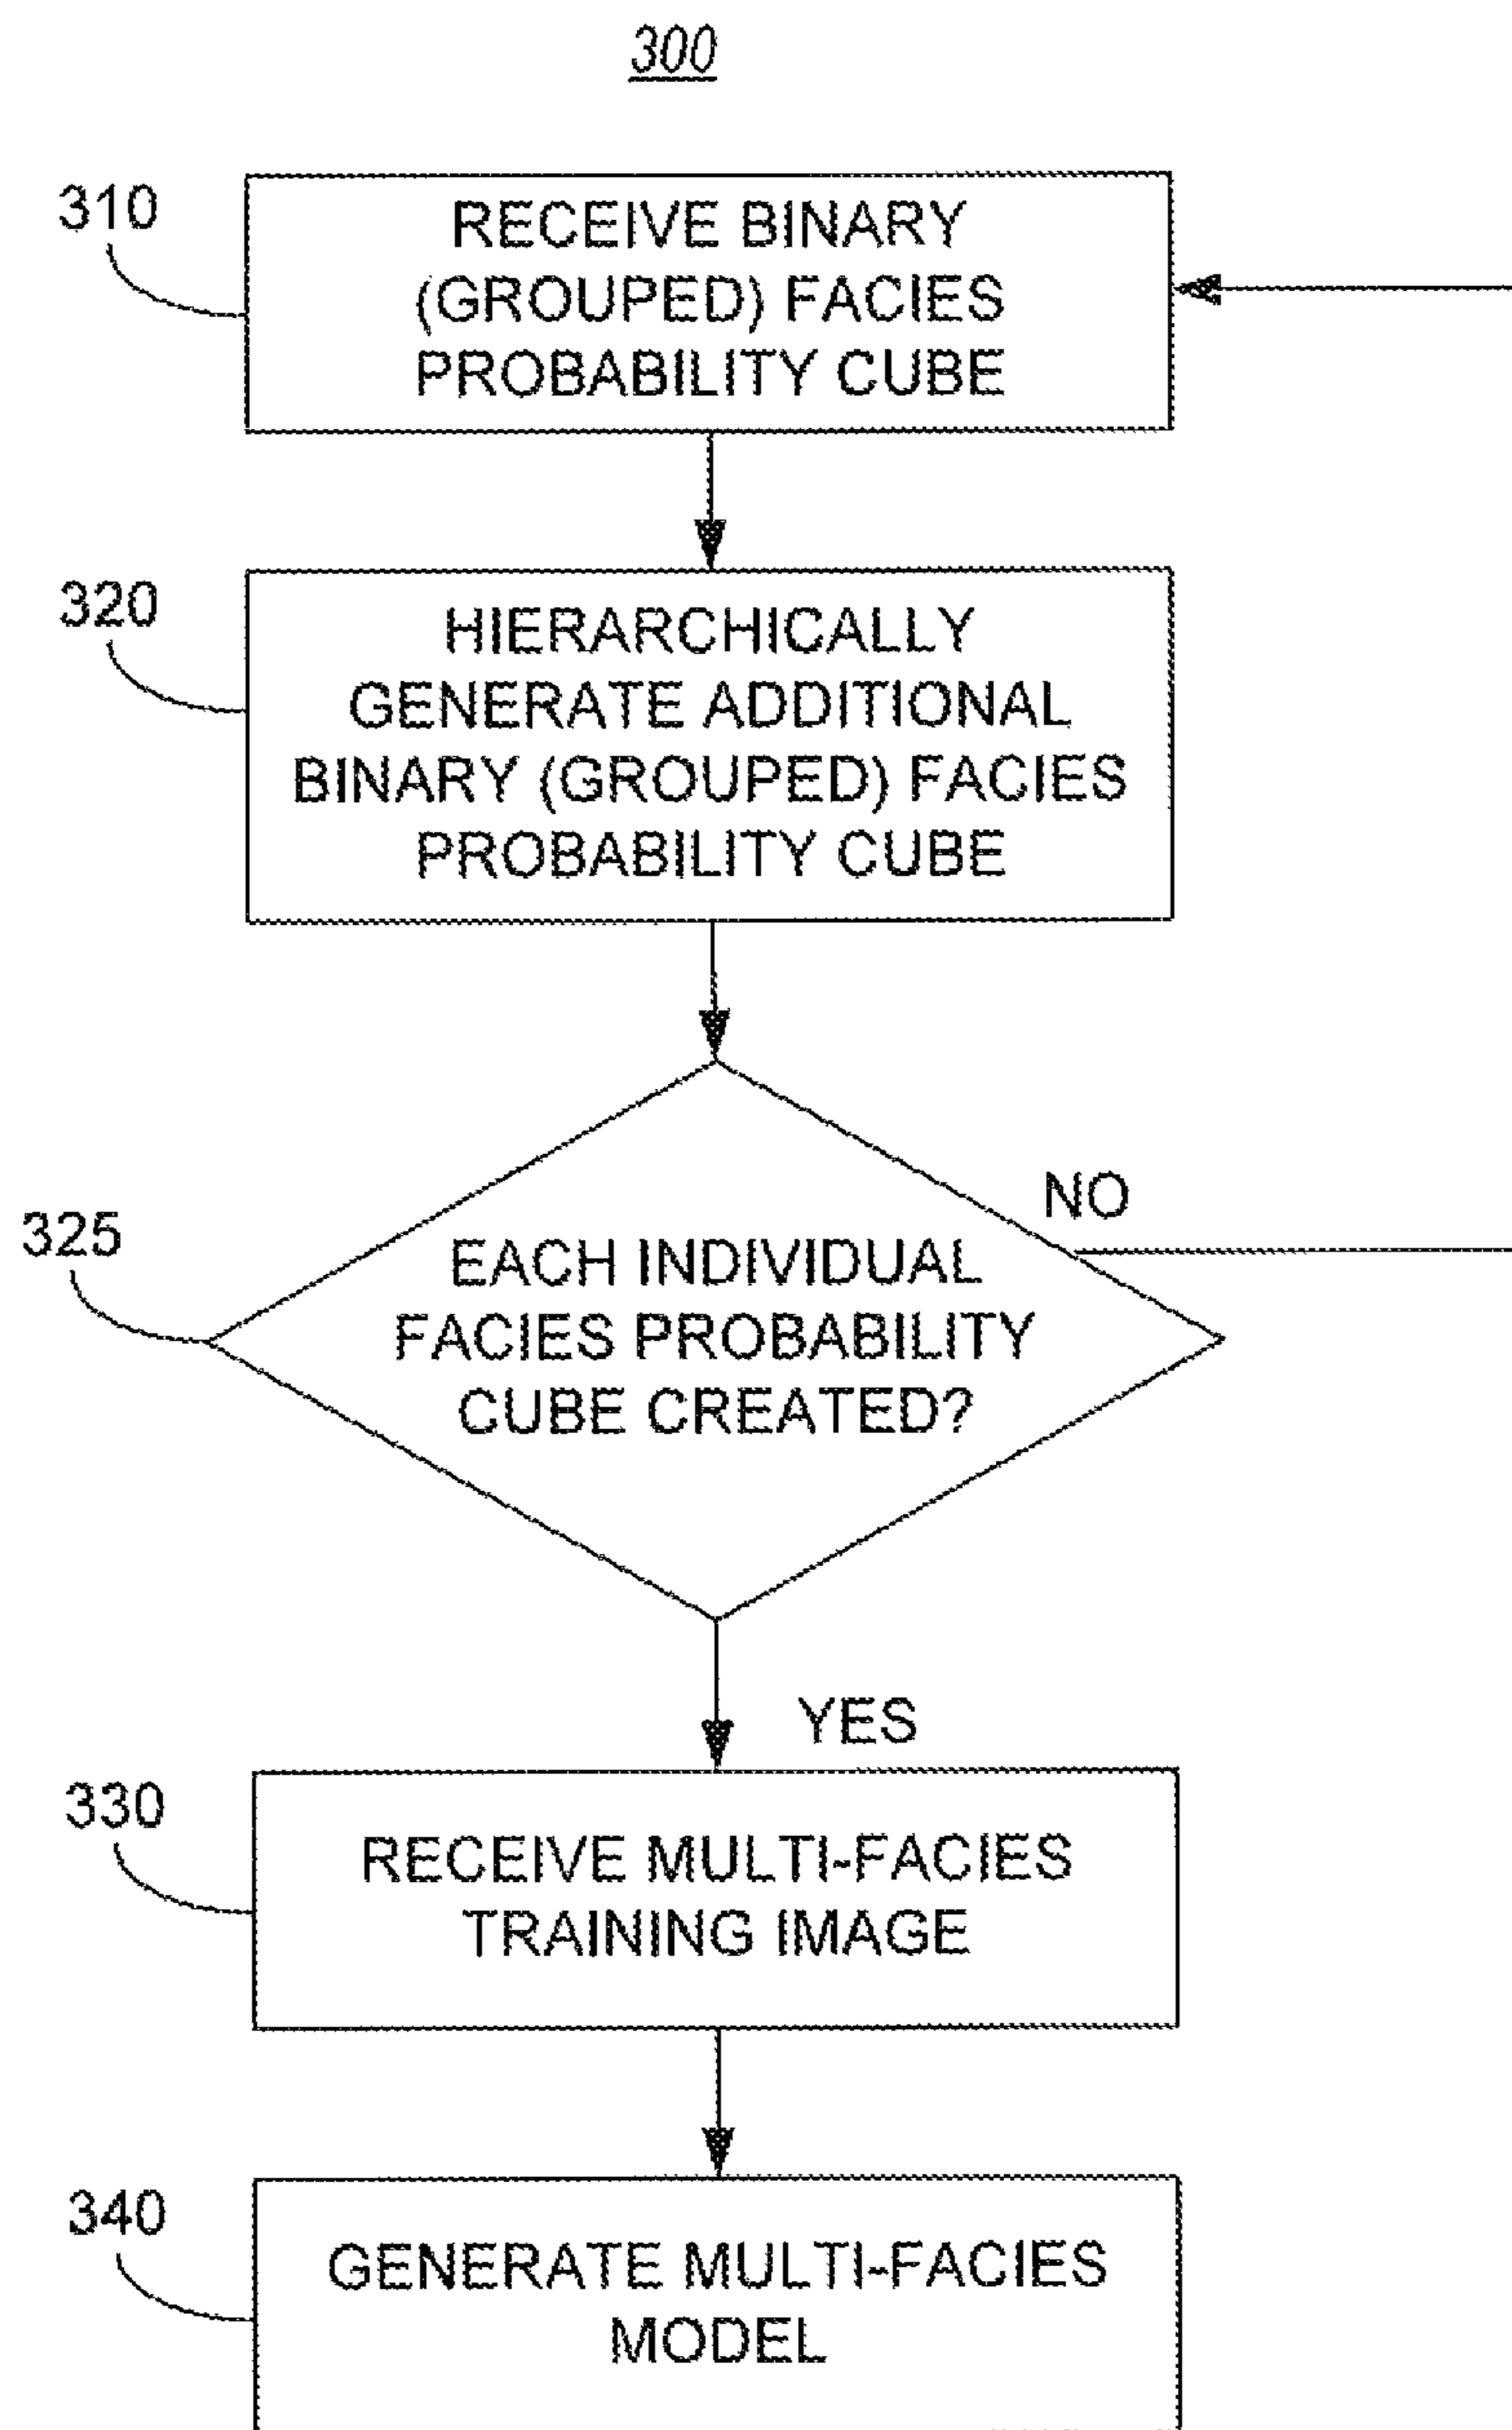 300
310
RECEIVE BINARY
(GROUPED) FACIES
PROBABILITY CUBE
320
HIERARCHICALLY
GENERATE ADDITIONAL
BINARY (GROUPED) FACIES
PROBABILITY CUBE
325
NO
EACH INDIVIDUAL
FACIES PROBABILITY
CUBE CREATED?
YES
330
RECEIVE MULTI-FACIES
TRAINING IMAGE
340
GENERATE MULTI-FACIES
MODEL